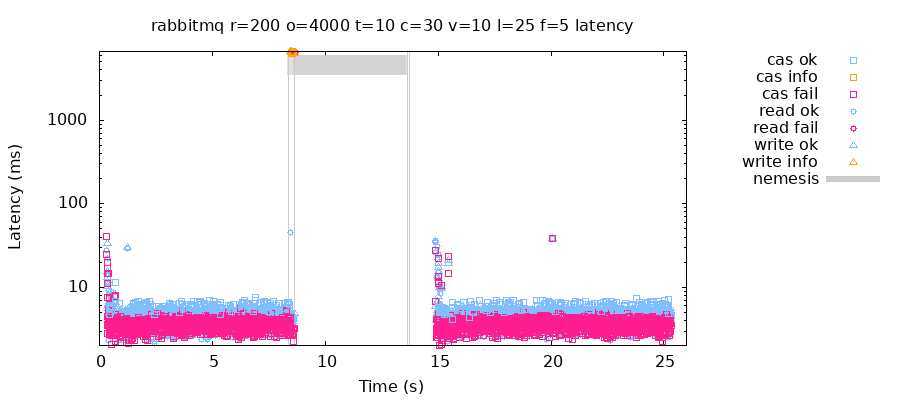 rabbitmq r=200 o=4000 t=10 c=30 v=10 l=25 f=5 latency
cas ok
cas info
cas fail
read ok
read fail
write ok
write info
nemesis
Latency (ms)
1000
100
10
0
5
10
15
20
25
Time (s)